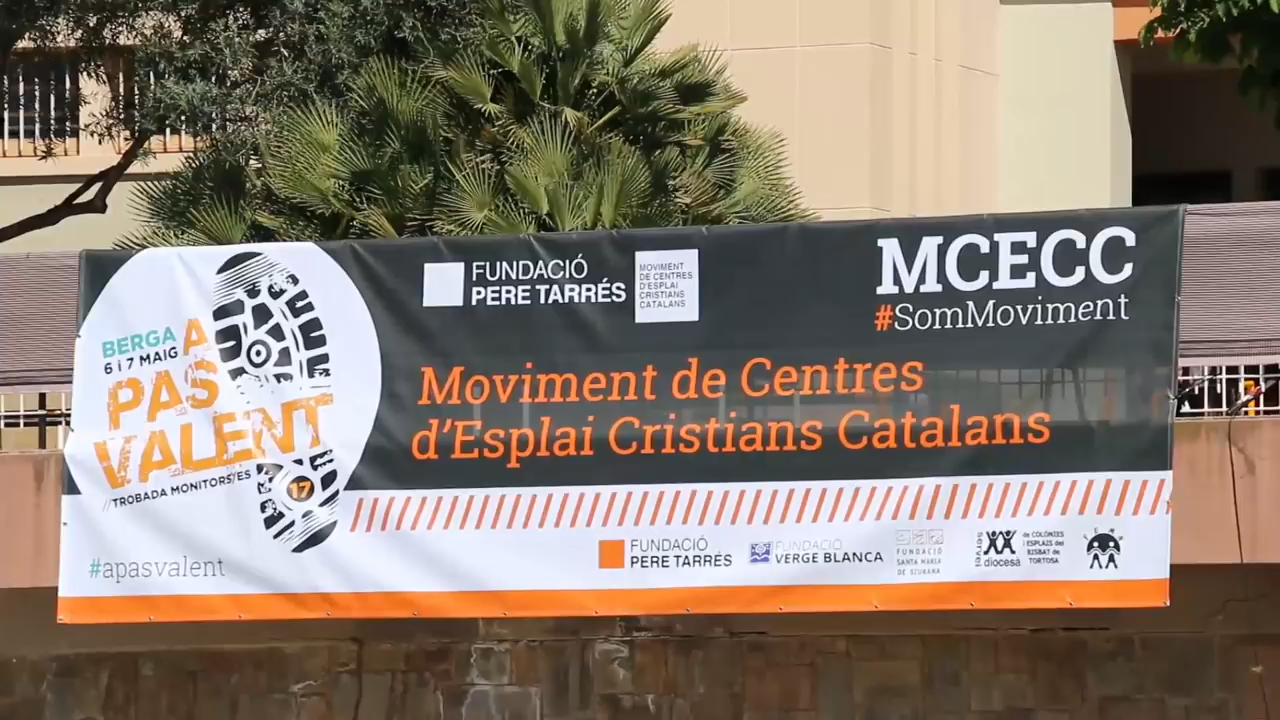 BERGA
6 i 7 MAIG
A
PAS
VALENT
//TROBADA MONITORS/ES
17
#apasvalent
FUNDACIÓ
PERE TARRÉS
MOVIMENT
DE CENTRES
D'ESPLAI
CRISTIANS
CATALANS
MCECC
#SomMoviment
Moviment de Centres
d'Esplai Cristians Catalans
FUNDACIÓ
PERE TARRÉS
FUNDACIÓ
VERGE BLANCA
FUNDACIÓ
SANTA MARIA
DE SIURANA
servei
diocesà
de COLÒNIES
i ESPLAIS del
BISBAT de
TORTOSA